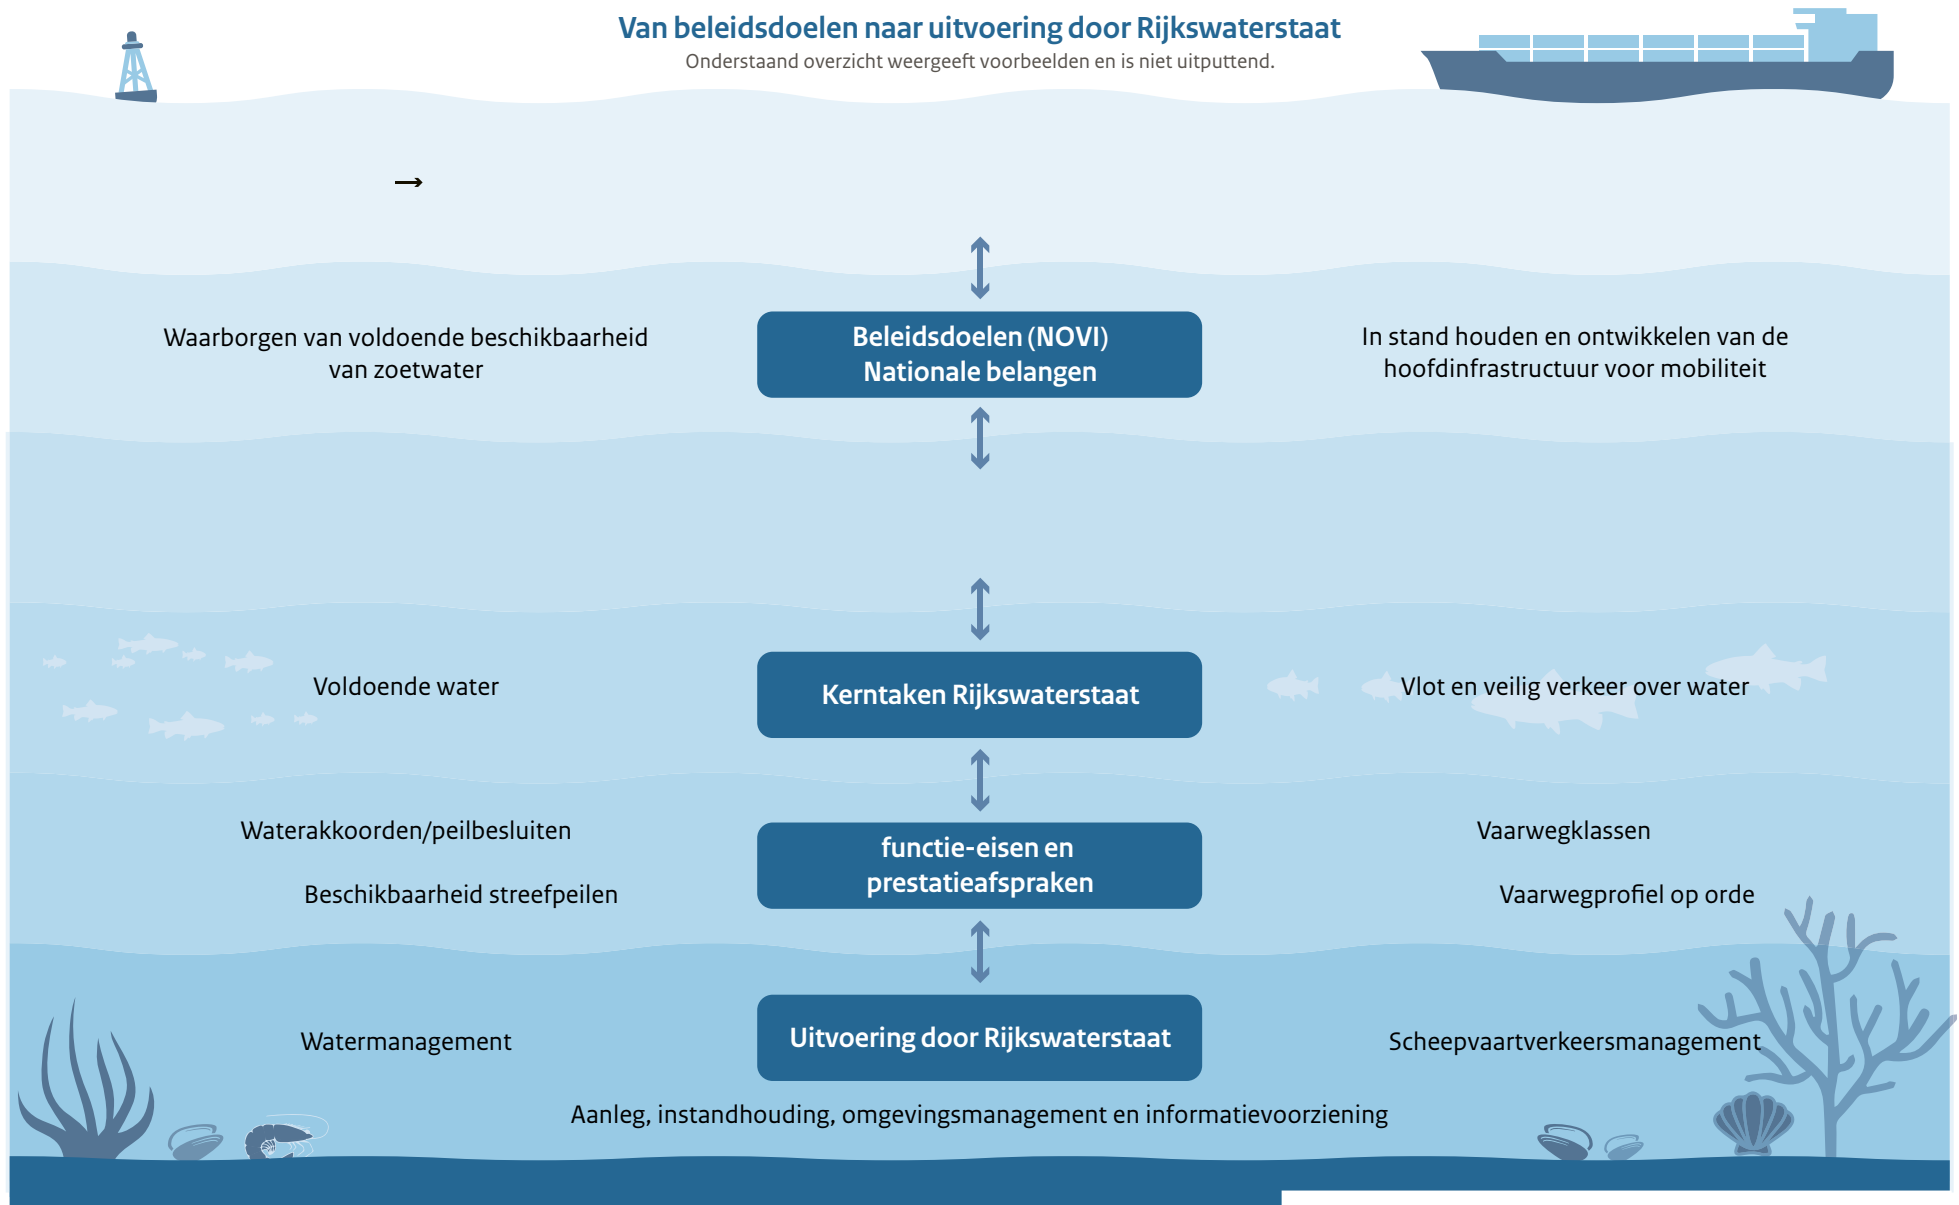 Van beleidsdoelen naar uitvoering door Rijkswaterstaat
Onderstaand overzicht weergeeft voorbeelden en is niet uitputtend.
→
Waarborgen van voldoende beschikbaarheid
van zoetwater
Beleidsdoelen (NOVI)
Nationale belangen
In stand houden en ontwikkelen van de
hoofdinfrastructuur voor mobiliteit
Voldoende water
Kerntaken Rijkswaterstaat
Vlot en veilig verkeer over water
Waterakkoorden/peilbesluiten
Beschikbaarheid streefpeilen
functie-eisen en
prestatieafspraken
Vaarwegklassen
Vaarwegprofiel op orde
Watermanagement
Uitvoering door Rijkswaterstaat
Scheepvaartverkeersmanagement
Aanleg, instandhouding, omgevingsmanagement en informatievoorziening